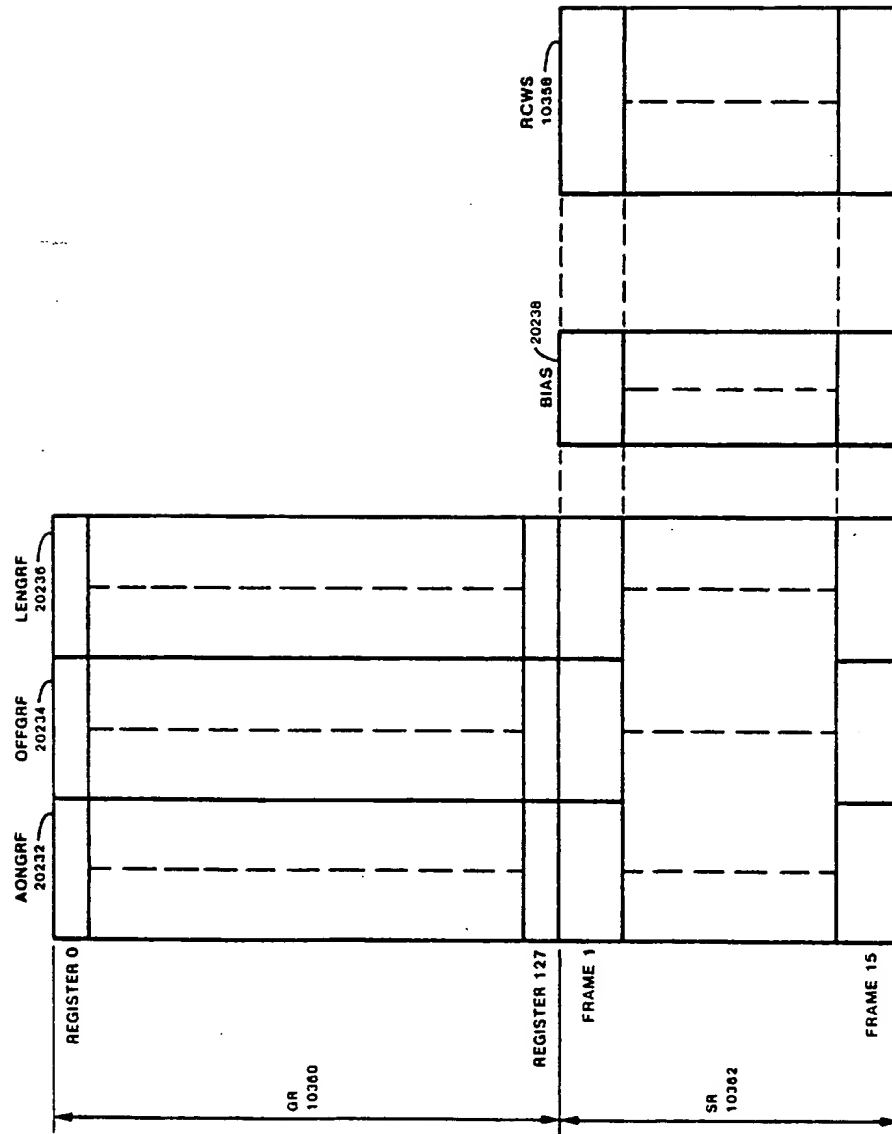 AONGRF
20232
OFFGRF
20234
LENGRF
20236
BIAS
20238
RCWS
10358
REGISTER 0
GR
10360
REGISTER 127
FRAME 1
SR
10362
FRAME 15